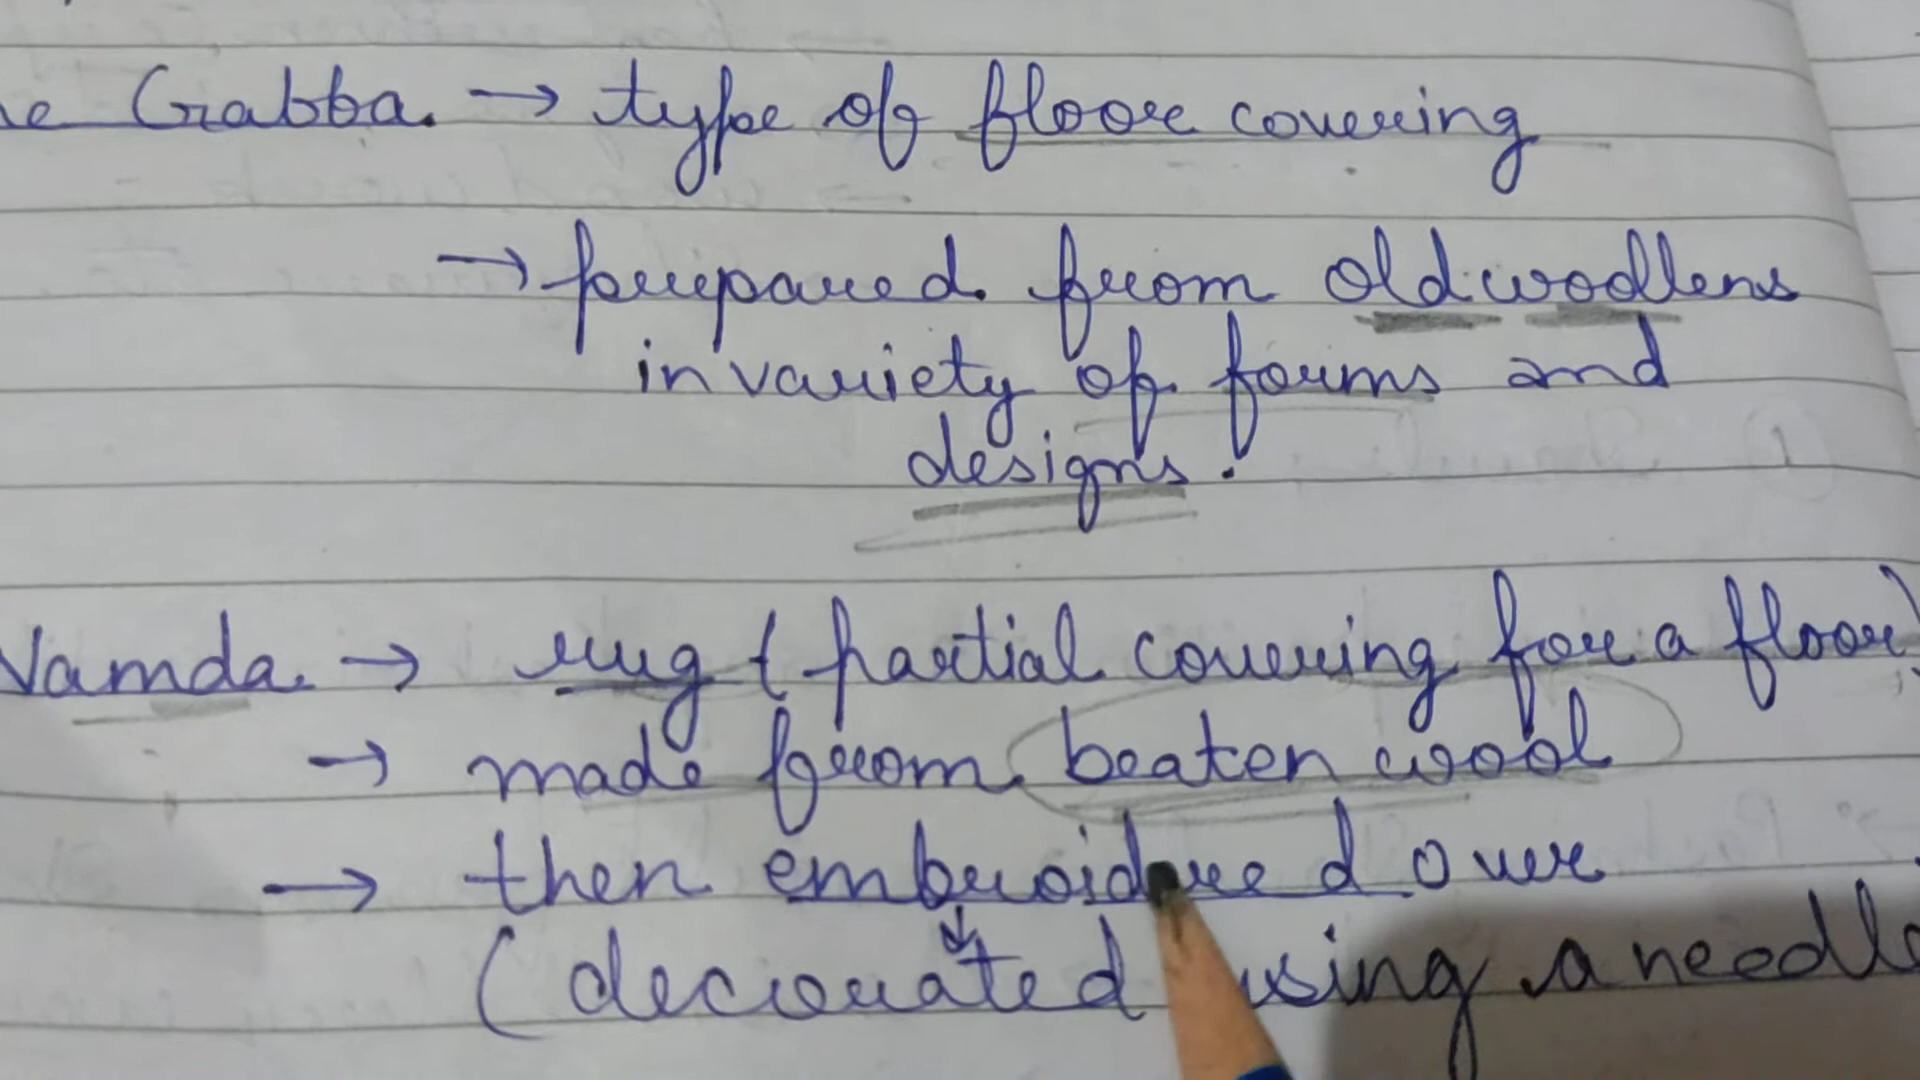 Gabba. → type of floor covering
→ prepared. from old woollens
in variety of forms and
designs.
Namda. → rug ( partial covering for a floor)
→ made from beaten wool
→ then embroidered over
↓
(decorated using a needle